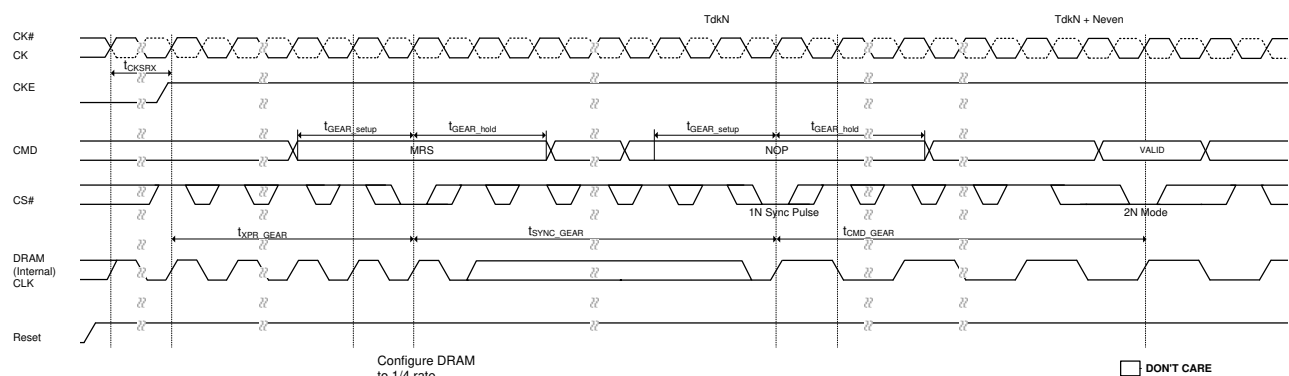 TdkN
TdkN + Neven
CK#
CK
tCKSRX
CKE
tGEAR_setup
tGEAR_hold
tGEAR_setup
tGEAR_hold
CMD
MRS
NOP
VALID
CS#
1N Sync Pulse
2N Mode
tXPR_GEAR
tSYNC_GEAR
tCMD_GEAR
DRAM
(Internal)
CLK
Reset
Configure DRAM
to 1/4 rate
DON'T CARE